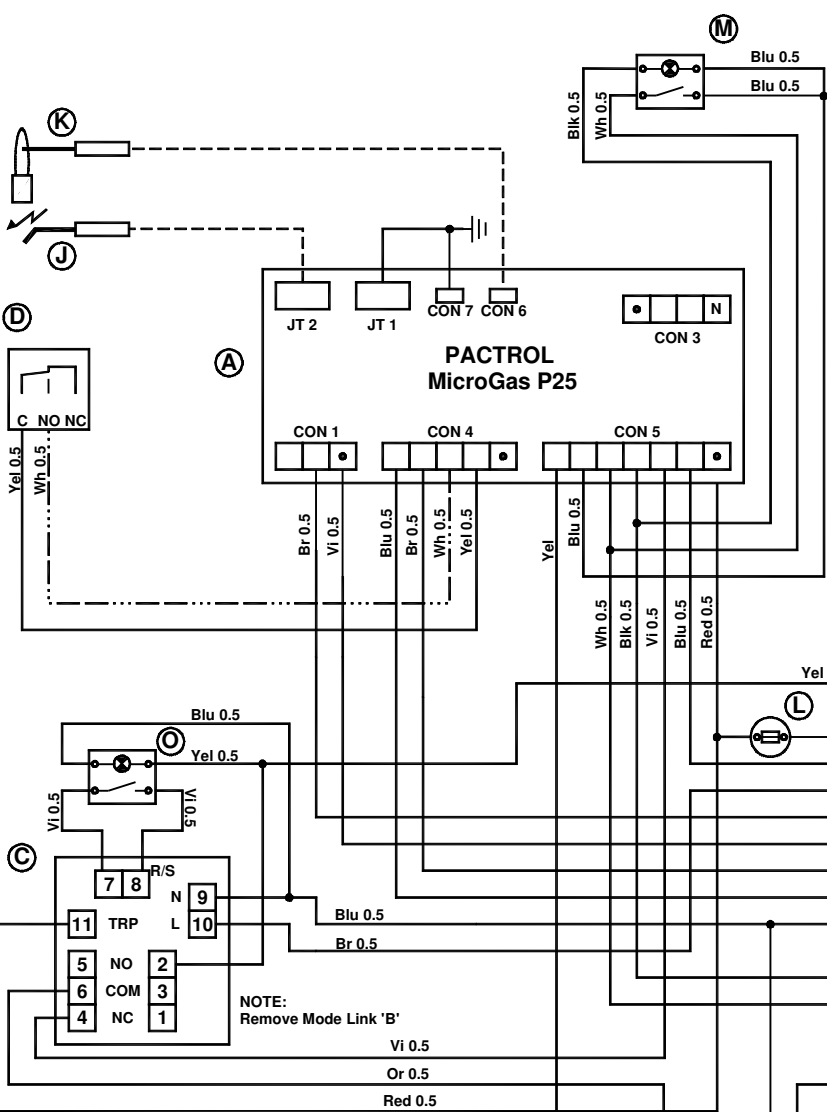 M
Blu 0.5
Blu 0.5
Blk 0.5
Wh 0.5
K
J
D
A
JT 2
JT 1
CON 7
CON 6
N
CON 3
PACTROL
MicroGas P25
C NO NC
CON 1
CON 4
CON 5
Yel 0.5
Wh 0.5
Br 0.5
Vi 0.5
Blu 0.5
Br 0.5
Wh 0.5
Yel 0.5
Yel
Blu 0.5
Wh 0.5
Blk 0.5
Vi 0.5
Blu 0.5
Red 0.5
Yel
L
Blu 0.5
O
Yel 0.5
Vi 0.5
Vi 0.5
C
R/S
7 8
N 9
11 TRP L 10
Blu 0.5
Br 0.5
5 NO 2
6 COM 3
4 NC 1
NOTE:
Remove Mode Link 'B'
Vi 0.5
Or 0.5
Red 0.5